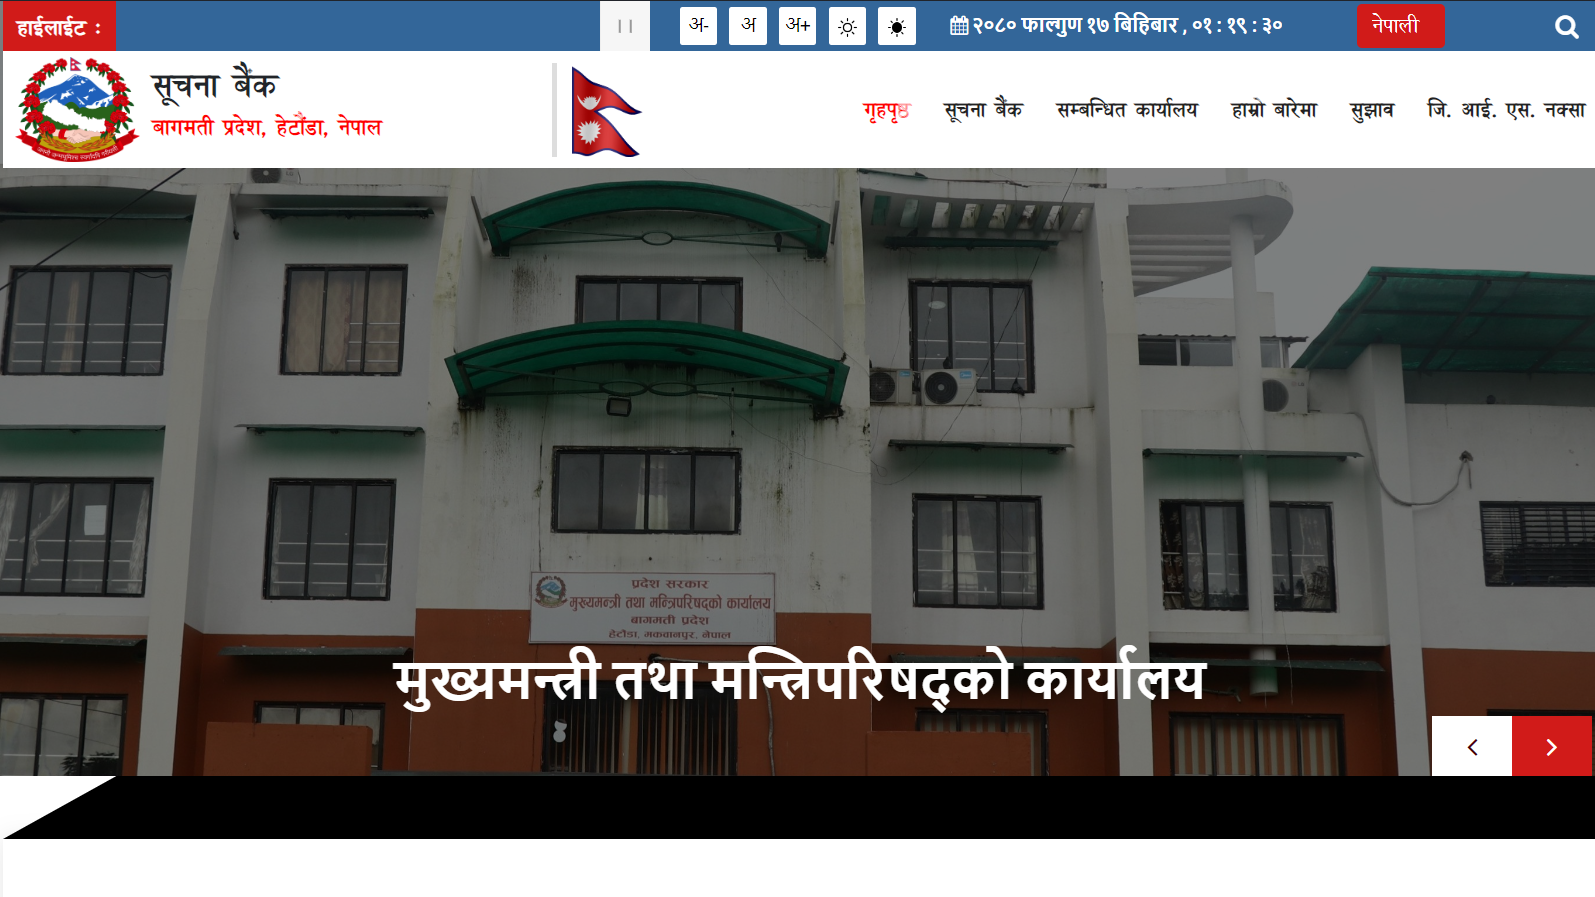 हाईलाईट :
अ-
अ
अ+
२०८० फाल्गुण १७ बिहिबार , ०१ : १९ : ३०
नेपाली
सूचना बैंक
बागमती प्रदेश, हेटौंडा, नेपाल
गृहपृष्ठ
सूचना बैंक
सम्बन्धित कार्यालय
हाम्रो बारेमा
सुझाव
जि. आई. एस. नक्सा
प्रदेश सरकार
मुख्यमन्त्री तथा मन्त्रिपरिषद्को कार्यालय
बागमती प्रदेश
हेटौंडा, मकवानपुर, नेपाल
मुख्यमन्त्री तथा मन्त्रिपरिषद्को कार्यालय